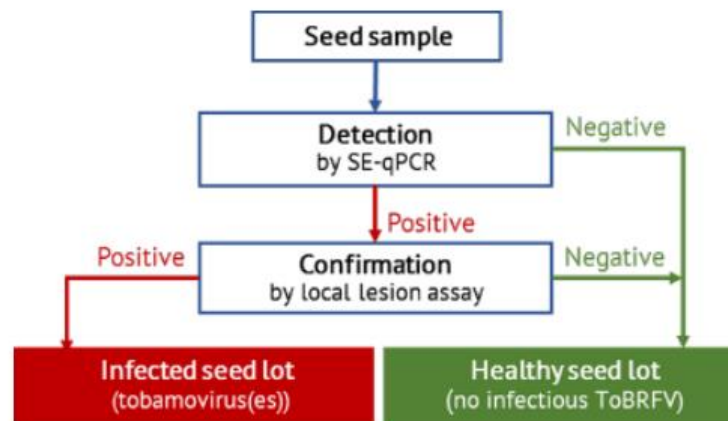 Seed sample
Detection
by SE-qPCR
Negative
Positive
Positive
Confirmation
by local lesion assay
Negative
Infected seed lot
(tobamovirus(es))
Healthy seed lot
(no infectious ToBRFV)